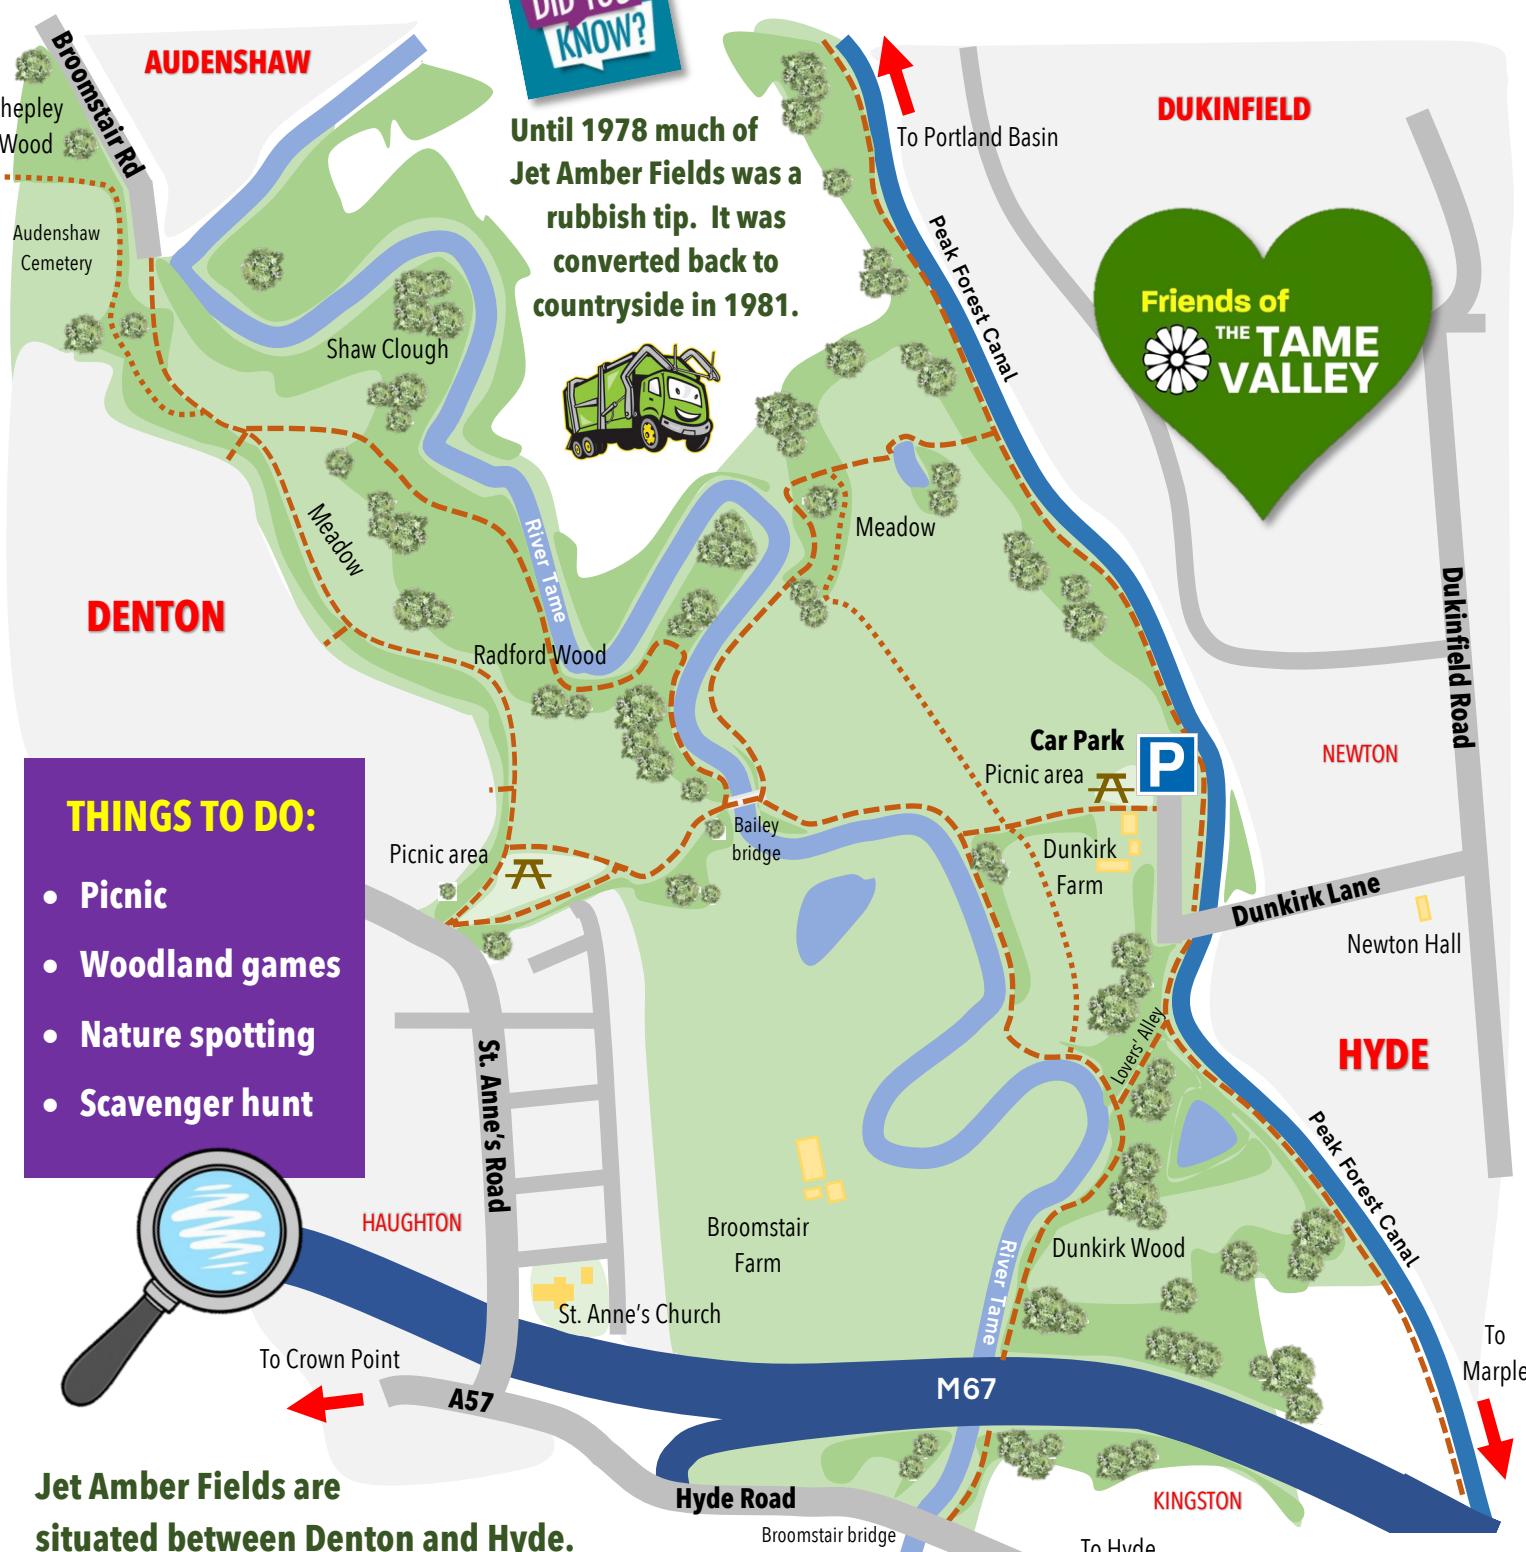 DID YOU
KNOW?
Until 1978 much of
Jet Amber Fields was a
rubbish tip. It was
converted back to
countryside in 1981.
AUDENSHAW
Broomstair Rd
hepley
Wood
Audenshaw
Cemetery
To Portland Basin
DUKINFIELD
Peak Forest Canal
Friends of
THE TAME
VALLEY
Shaw Clough
Meadow
River Tame
Meadow
DENTON
Radford Wood
Dukinfield Road
Car Park
P
Picnic area
NEWTON
THINGS TO DO:
• Picnic
• Woodland games
• Nature spotting
• Scavenger hunt
Picnic area
Bailey
bridge
Dunkirk
Farm
Dunkirk Lane
Newton Hall
Lovers' Alley
HYDE
St. Anne's Road
Peak Forest Canal
HAUGHTON
Broomstair
Farm
Dunkirk Wood
River Tame
St. Anne's Church
To Crown Point
To
Marple
A57
M67
Hyde Road
KINGSTON
Broomstair bridge
To Hyde
Jet Amber Fields are
situated between Denton and Hyde.